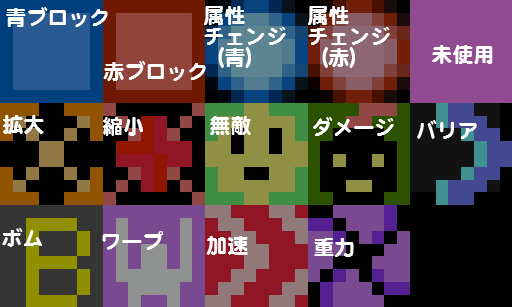 青ブロック
赤ブロック
属性
チェンジ
(青)
属性
チェンジ
(赤)
未使用
拡大
縮小
無敵
ダメージ
バリア
ボム
B
ワープ
W
加速
重力